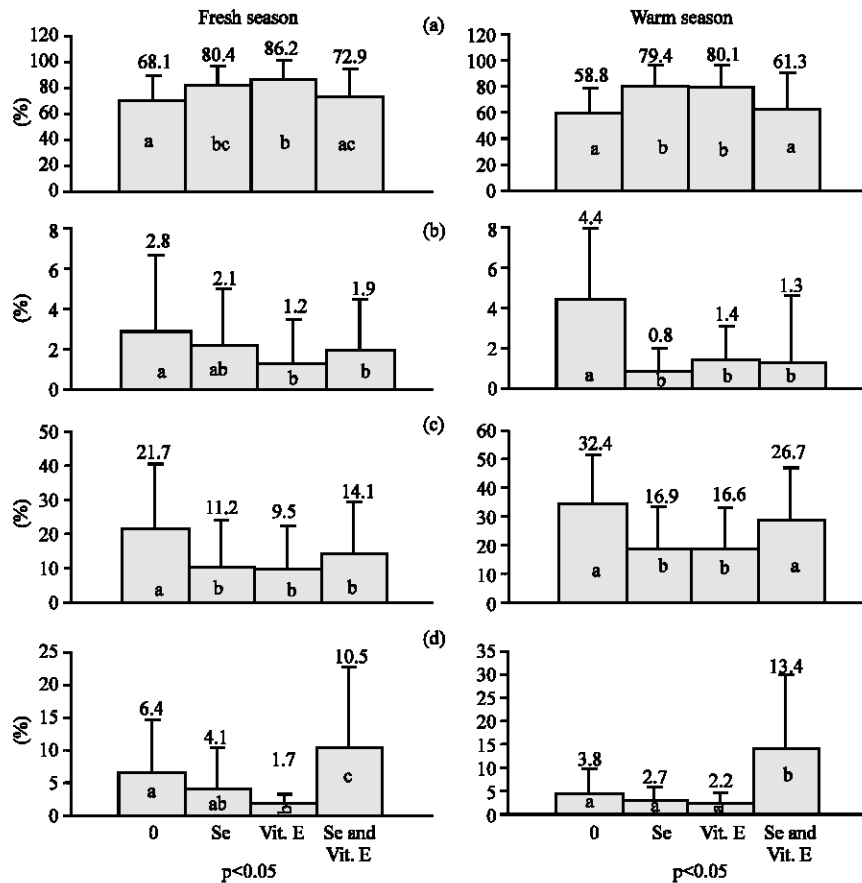 Fresh season
Warm season
(a)
(%)
120
100
80
60
40
20
0
68.1
80.4
86.2
72.9
a
bc
b
ac
120
100
80
60
40
20
0
58.8
79.4
80.1
61.3
a
b
b
a
(b)
(%)
8
6
4
2
0
2.8
2.1
1.2
1.9
a
ab
b
b
8
6
4
2
0
4.4
0.8
1.4
1.3
a
b
b
b
(c)
(%)
50
40
30
20
10
0
21.7
11.2
9.5
14.1
a
b
b
b
60
50
40
30
20
10
0
32.4
16.9
16.6
26.7
a
b
b
a
(d)
(%)
25
20
15
10
5
0
6.4
4.1
1.7
10.5
a
ab
c
35
30
25
20
15
10
5
0
3.8
2.7
2.2
13.4
a
a
b
0
Se
Vit. E
Se and
Vit. E
p<0.05
0
Se
Vit. E
Se and
Vit. E
p<0.05